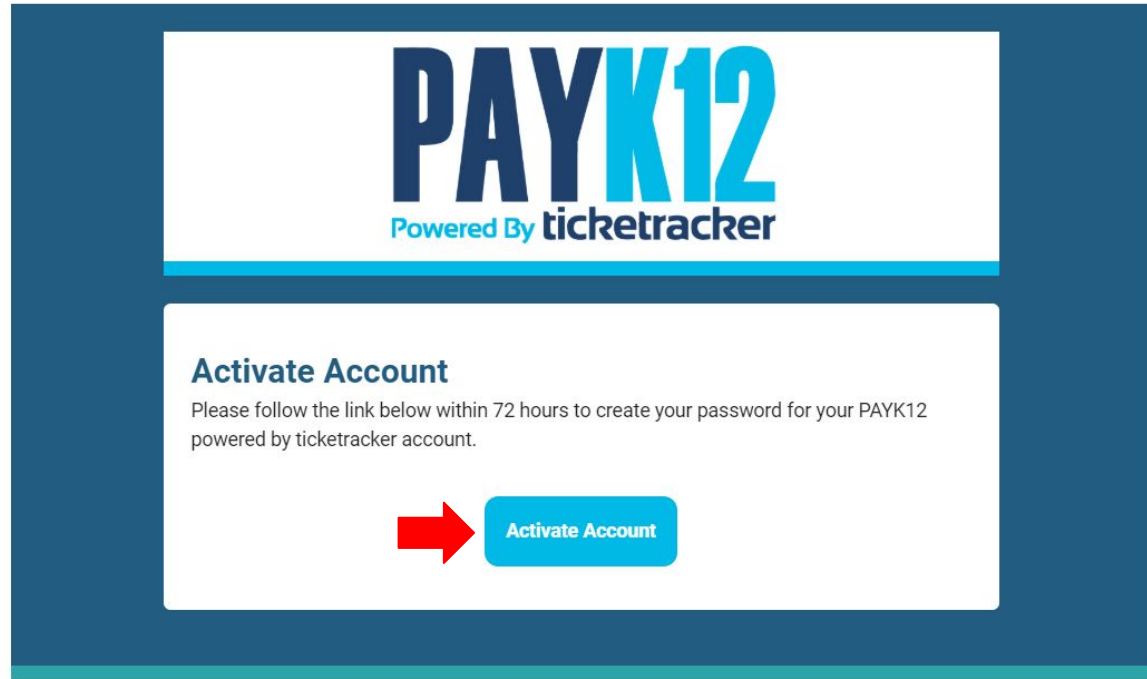 PAYK12
Powered By ticketracker
Activate Account
Please follow the link below within 72 hours to create your password for your PAYK12
powered by ticketracker account.
Activate Account